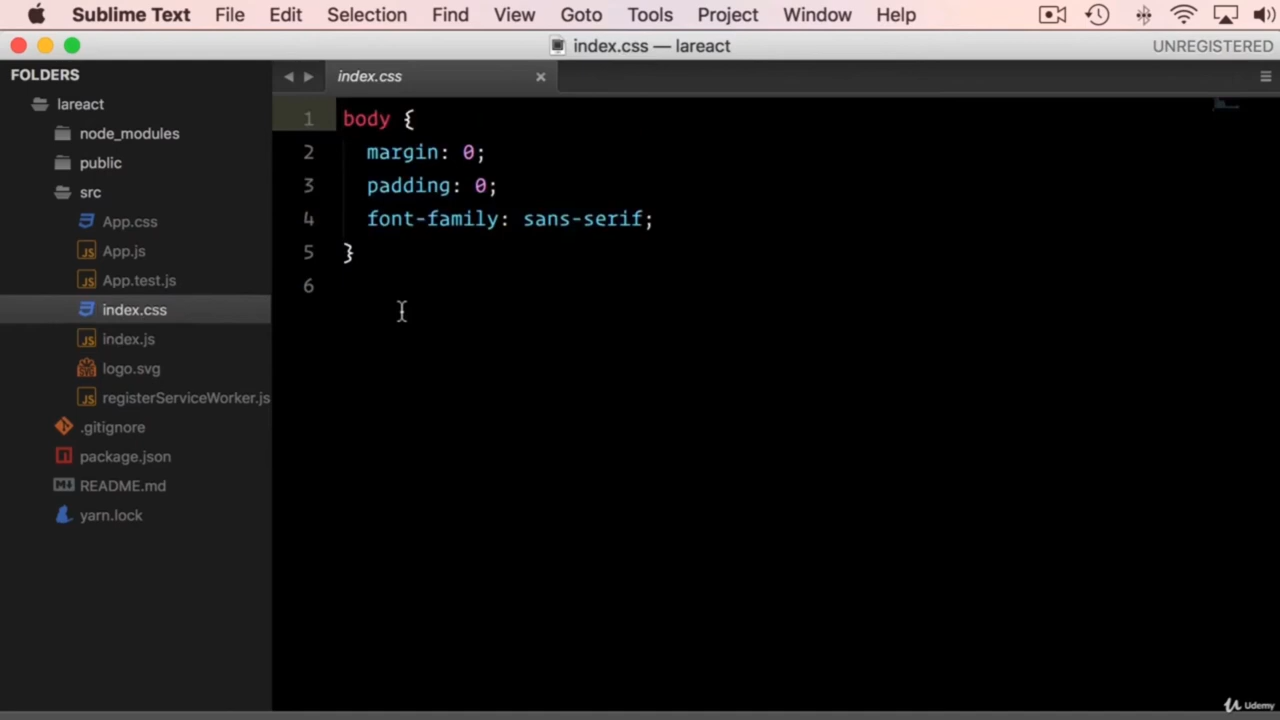 Sublime Text File Edit Selection Find View Goto Tools Project Window Help
index.css — lareact
UNREGISTERED
FOLDERS
lareact
node_modules
public
src
App.css
App.js
App.test.js
index.css
index.js
logo.svg
registerServiceWorker.js
.gitignore
package.json
README.md
yarn.lock
index.css
1 body {
2 margin: 0;
3 padding: 0;
4 font-family: sans-serif;
5 }
6
Udemy